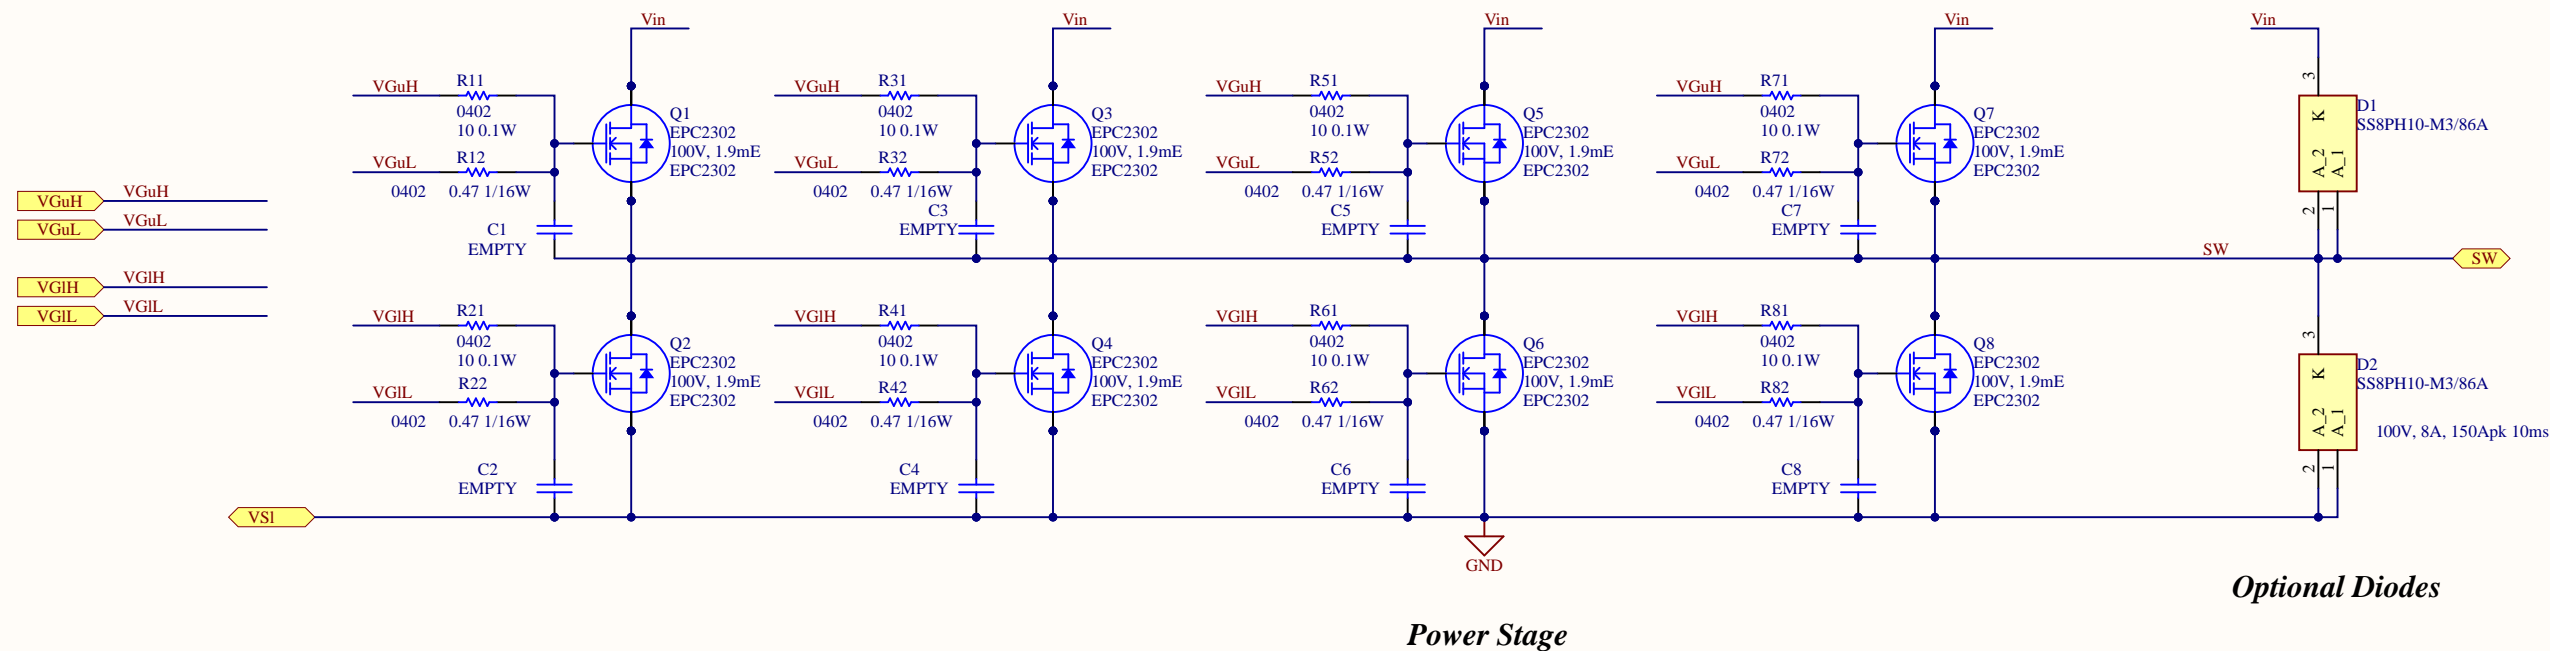 Vin
Vin
Vin
Vin
Vin
VGuH
R11
0402
10 0.1W
VGuL
R12
0402
0.47 1/16W
C1
EMPTY
Q1
EPC2302
100V, 1.9mE
EPC2302
VGuH
R31
0402
10 0.1W
VGuL
R32
0402
0.47 1/16W
C3
EMPTY
Q3
EPC2302
100V, 1.9mE
EPC2302
VGuH
R51
0402
10 0.1W
VGuL
R52
0402
0.47 1/16W
C5
EMPTY
Q5
EPC2302
100V, 1.9mE
EPC2302
VGuH
R71
0402
10 0.1W
VGuL
R72
0402
0.47 1/16W
C7
EMPTY
Q7
EPC2302
100V, 1.9mE
EPC2302
3
K
A_2
A_1
2
1
D1
SS8PH10-M3/86A
VGuH
VGuH
VGuL
VGuL
VGlH
VGlH
VGlL
VGlL
SW
SW
VGlH
R21
0402
10 0.1W
VGlL
R22
0402
0.47 1/16W
C2
EMPTY
Q2
EPC2302
100V, 1.9mE
EPC2302
VGlH
R41
0402
10 0.1W
VGlL
R42
0402
0.47 1/16W
C4
EMPTY
Q4
EPC2302
100V, 1.9mE
EPC2302
VGlH
R61
0402
10 0.1W
VGlL
R62
0402
0.47 1/16W
C6
EMPTY
Q6
EPC2302
100V, 1.9mE
EPC2302
VGlH
R81
0402
10 0.1W
VGlL
R82
0402
0.47 1/16W
C8
EMPTY
Q8
EPC2302
100V, 1.9mE
EPC2302
3
K
A_2
A_1
2
1
D2
SS8PH10-M3/86A
100V, 8A, 150Apk 10ms
VSl
GND
Optional Diodes
Power Stage